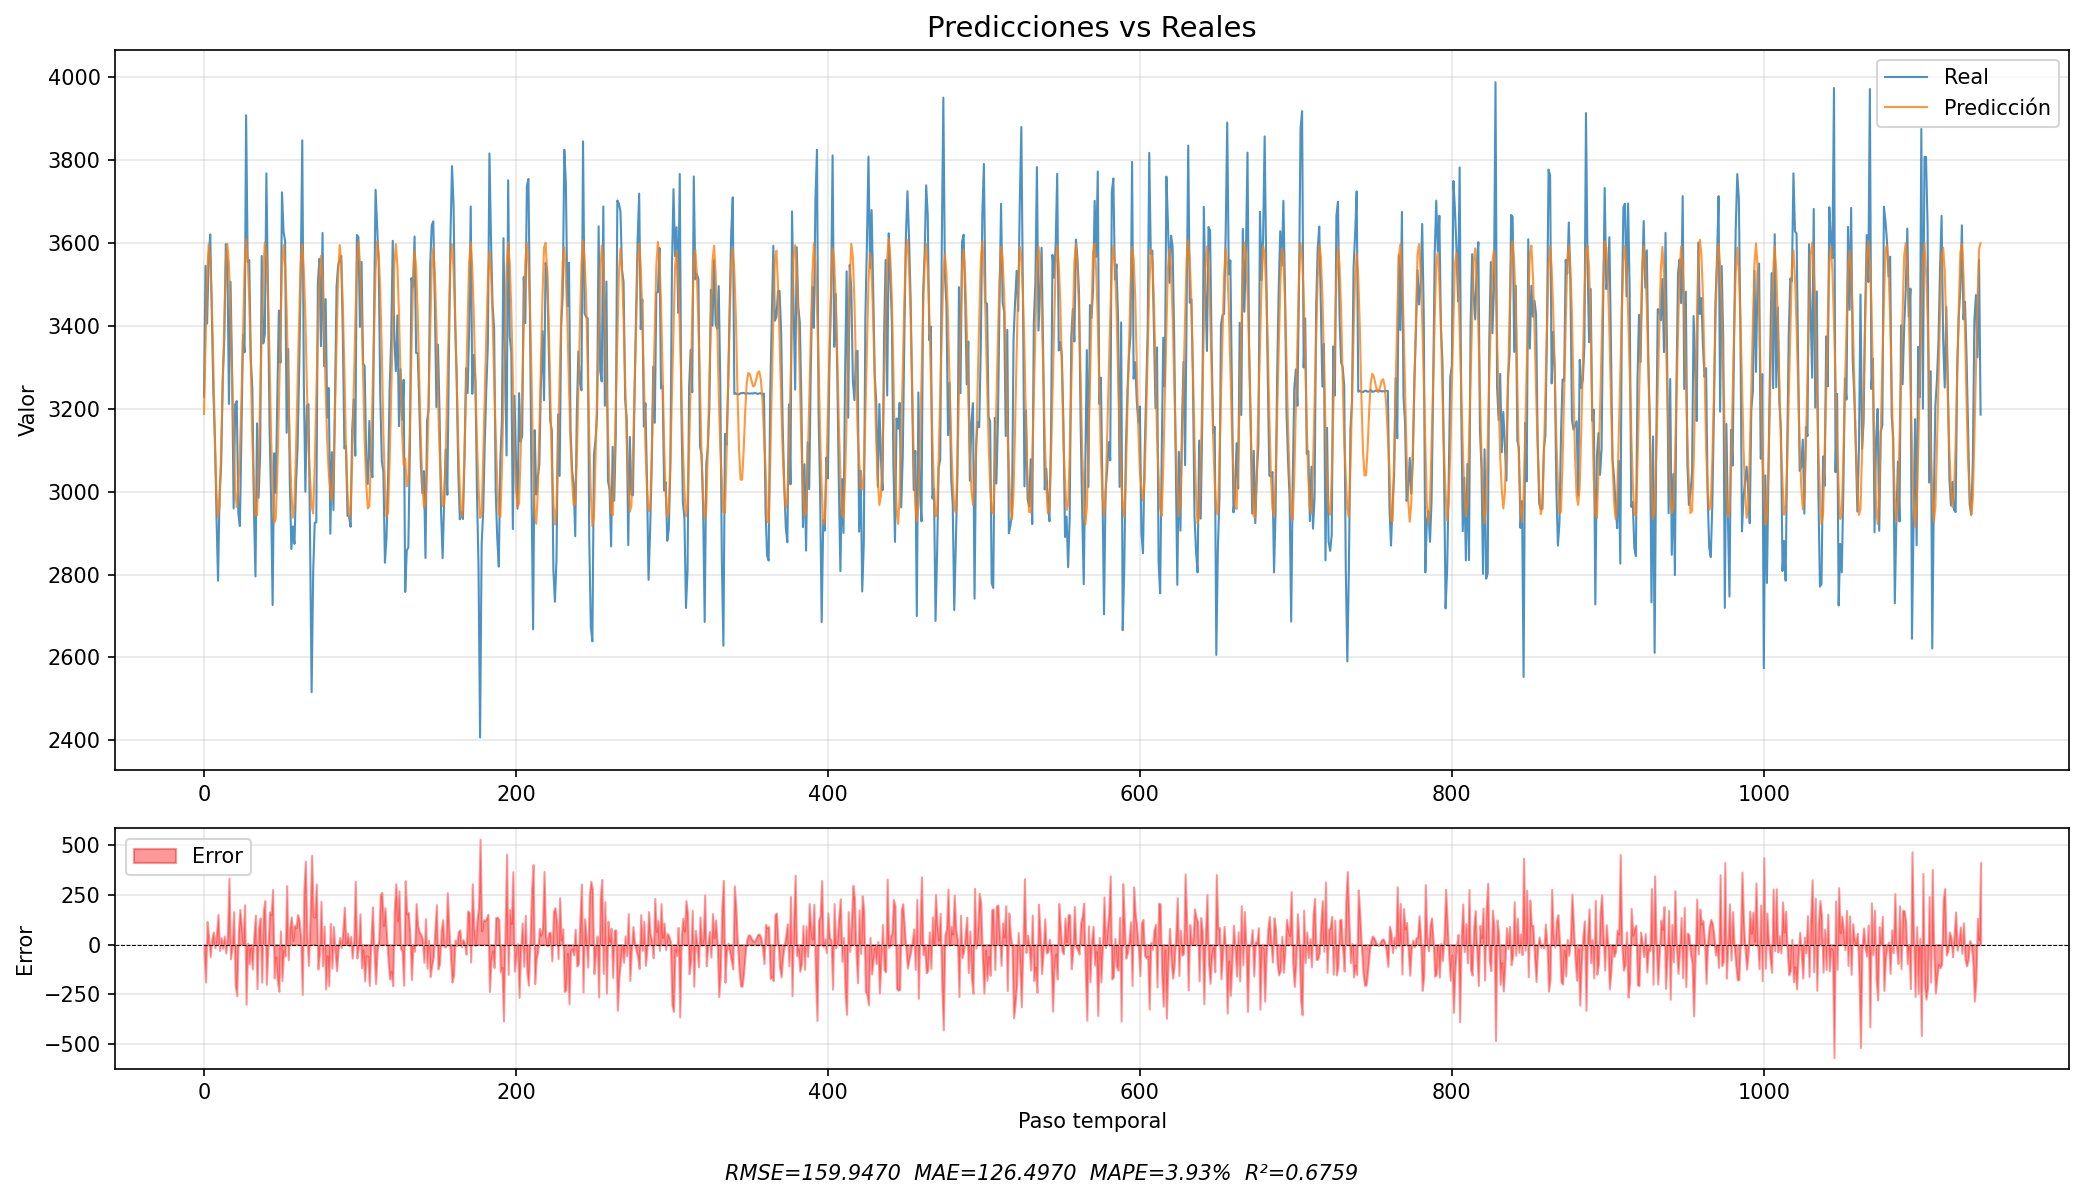 Predicciones vs Reales
4000
3800
3600
3400
3200
3000
2800
2600
2400
Valor
Real
Predicción
0 200 400 600 800 1000
500
250
0
−250
−500
Error
Error
0 200 400 600 800 1000
Paso temporal
RMSE=159.9470 MAE=126.4970 MAPE=3.93% R²=0.6759